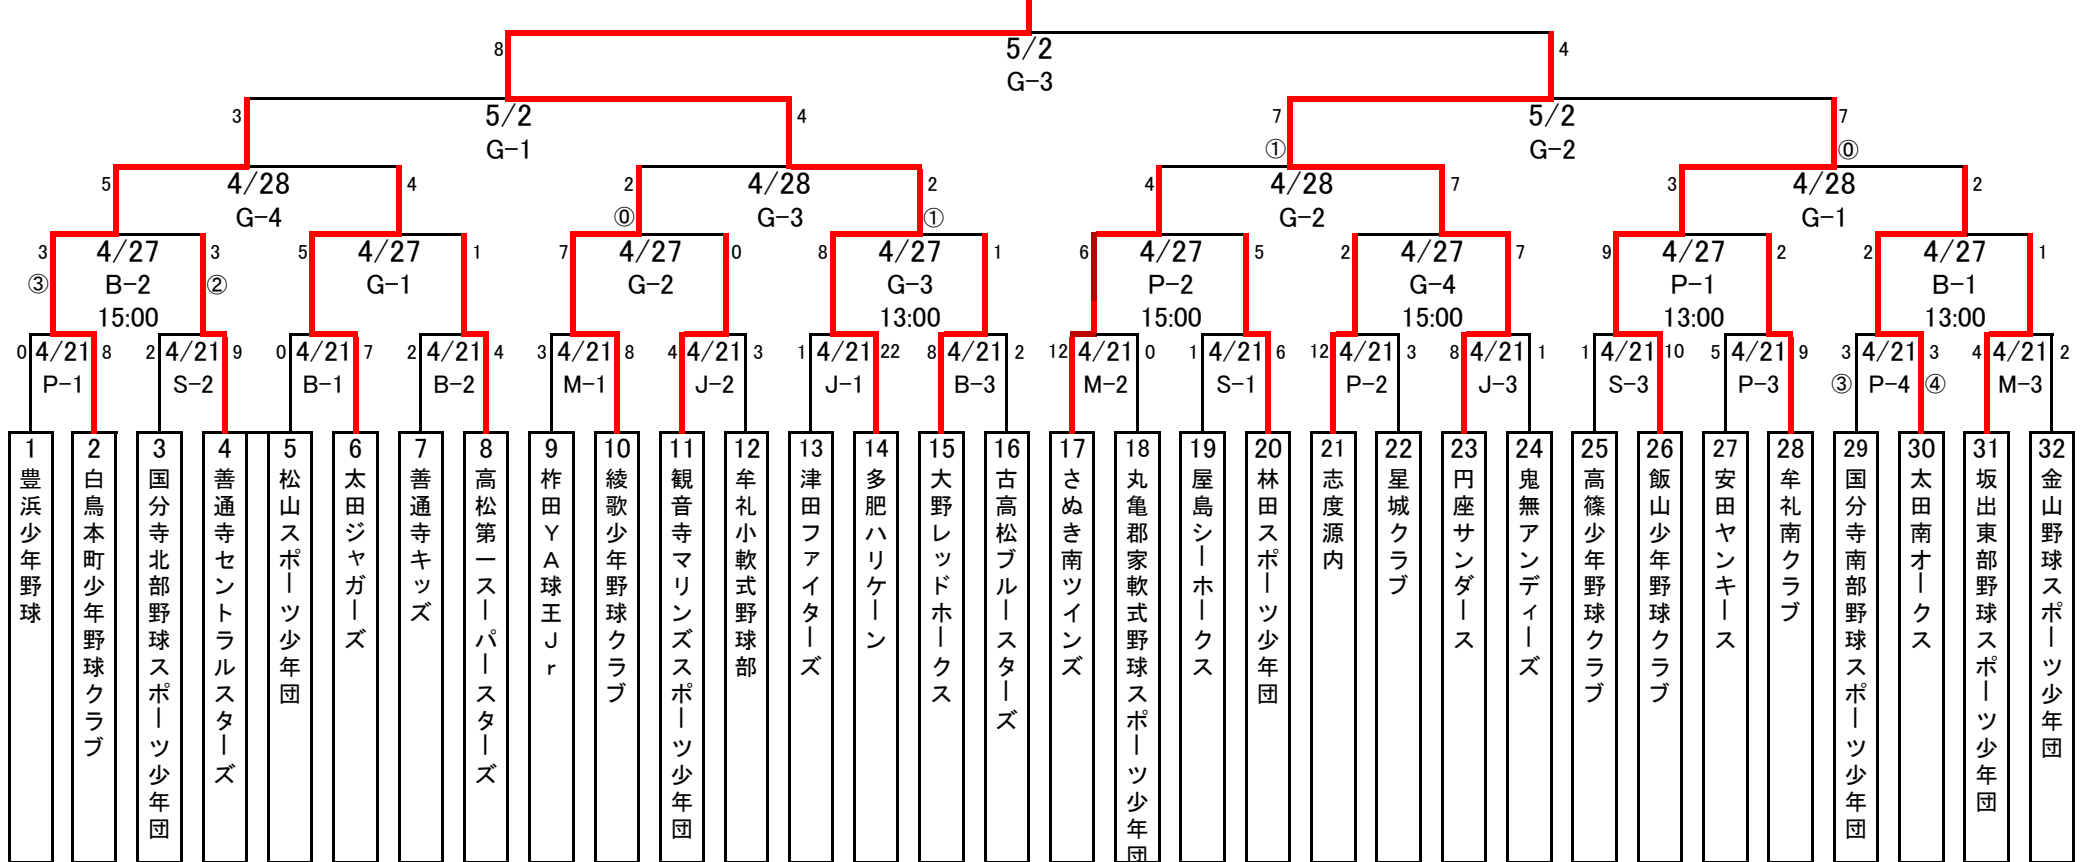 8 5/2 4
G-3
3 5/2 4 7 5/2 7
G-1 ① G-2 ⓪
5 4/28 4 2 4/28 2 4 4/28 7 3 4/28 2
G-4 ⓪ G-3 ① G-2 G-1
3 4/27 3 5 4/27 1 7 4/27 0 8 4/27 1 6 4/27 5 2 4/27 7 9 4/27 2 2 4/27 1
③ B-2 ② G-1 G-2 G-3 P-2 G-4 P-1 B-1
15:00 13:00 15:00 15:00 13:00 13:00
0 4/21 8 2 4/21 9 0 4/21 7 2 4/21 4 3 4/21 8 4 4/21 3 1 4/21 22 8 4/21 2 12 4/21 0 1 4/21 6 12 4/21 3 8 4/21 1 1 4/21 10 5 4/21 9 3 4/21 3 4 4/21 2
P-1 S-2 B-1 B-2 M-1 J-2 J-1 B-3 M-2 S-1 P-2 J-3 S-3 P-3 ③ P-4 ④ M-3
1 豊浜少年野球
2 白鳥本町少年野球クラブ
3 国分寺北部野球スポーツ少年団
4 善通寺セントラルスターズ
5 松山スポーツ少年団
6 太田ジャガーズ
7 善通寺キッズ
8 高松第一スーパースターズ
9 柞田YA球王Jr
10 綾歌少年野球クラブ
11 観音寺マリンズスポーツ少年団
12 牟礼小軟式野球部
13 津田ファイターズ
14 多肥ハリケーン
15 大野レッドホークス
16 古高松ブルースターズ
17 さぬき南ツインズ
18 丸亀郡家軟式野球スポーツ少年団
19 屋島シーホークス
20 林田スポーツ少年団
21 志度源内
22 星城クラブ
23 円座サンダース
24 鬼無アンディーズ
25 高篠少年野球クラブ
26 飯山少年野球クラブ
27 安田ヤンキース
28 牟礼南クラブ
29 国分寺南部野球スポーツ少年団
30 太田南オークス
31 坂出東部野球スポーツ少年団
32 金山野球スポーツ少年団